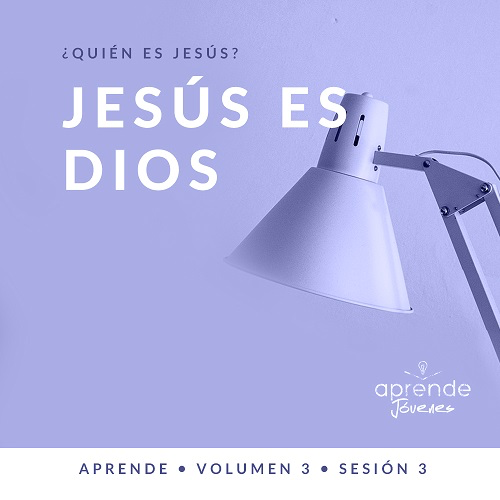 ¿QUIÉN ES JESÚS?
JESÚS ES
DIOS
aprende
Jóvenes
APRENDE • VOLUMEN 3 • SESIÓN 3